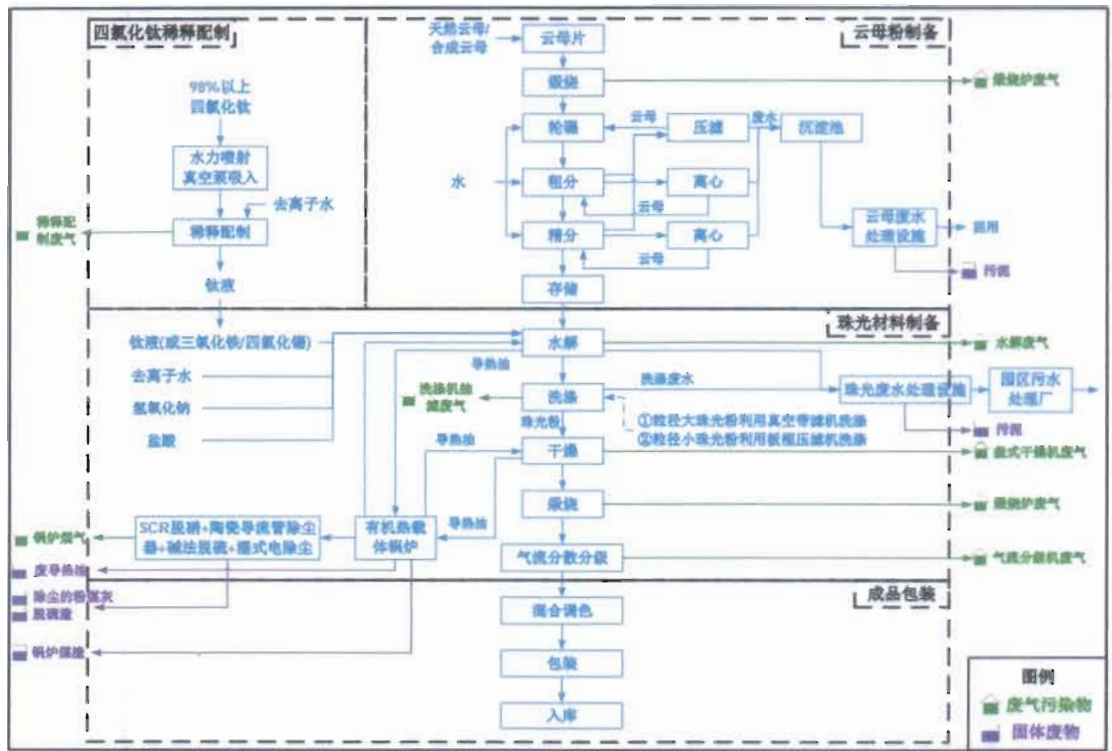 四氯化钛稀释配制
98%以上
四氯化钛
水力喷射
真空泵吸入
去离子水
稀释配制
稀释配
制废气
钛液
云母粉制备
天然云母/
合成云母
云母片
煅烧
煅烧炉废气
轮碾
云母
压滤
废水
沉淀池
水
粗分
离心
云母
精分
离心
云母
云母废水
处理设施
回用
污泥
存储
珠光材料制备
钛液(或三氧化铁/四氯化锡)
去离子水
氢氧化钠
盐酸
水解
水解废气
导热油
洗涤机抽
滤废气
洗涤
洗涤废水
珠光废水处理设施
园区污水
处理厂
污泥
①粒径大珠光粉利用真空带滤机洗涤
②粒径小珠光粉利用板框压滤机洗涤
珠光粉
导热油
干燥
盘式干燥机废气
煅烧
煅烧炉废气
导热油
有机热载
体锅炉
SCR脱硝+陶瓷导流管除尘
器+碱法脱硫+湿式电除尘
锅炉烟气
废导热油
除尘的粉煤灰
脱硫渣
锅炉煤渣
气流分散分级
气流分级机废气
成品包装
混合调色
包装
入库
图例
废气污染物
固体废物